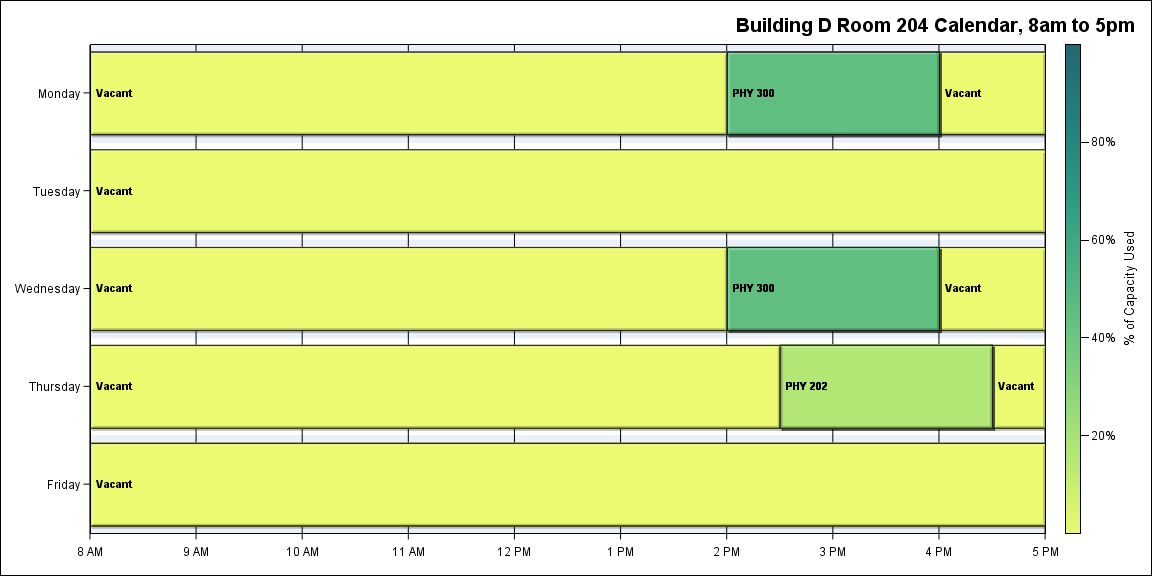 Building D Room 204 Calendar, 8am to 5pm
Monday
Vacant
PHY 300
Vacant
Tuesday
Vacant
Wednesday
Vacant
PHY 300
Vacant
Thursday
Vacant
PHY 202
Vacant
Friday
Vacant
8 AM
9 AM
10 AM
11 AM
12 PM
1 PM
2 PM
3 PM
4 PM
5 PM
80%
60%
40%
20%
% of Capacity Used